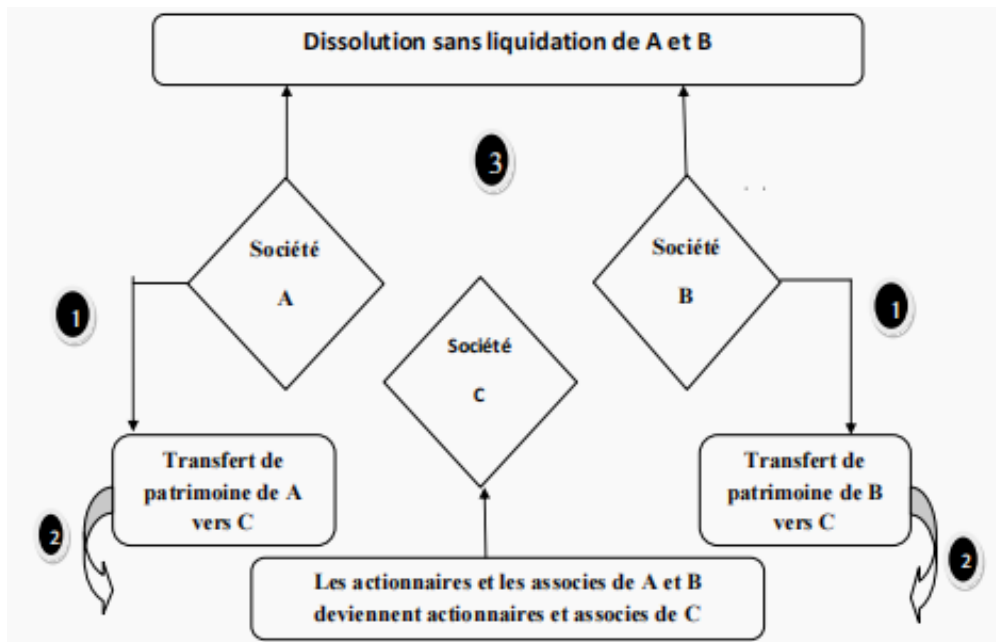 Dissolution sans liquidation de A et B
3
Société
A
Société
B
1
1
Société
C
Transfert de
patrimoine de A
vers C
Transfert de
patrimoine de B
vers C
2
2
Les actionnaires et les associes de A et B
deviennent actionnaires et associes de C